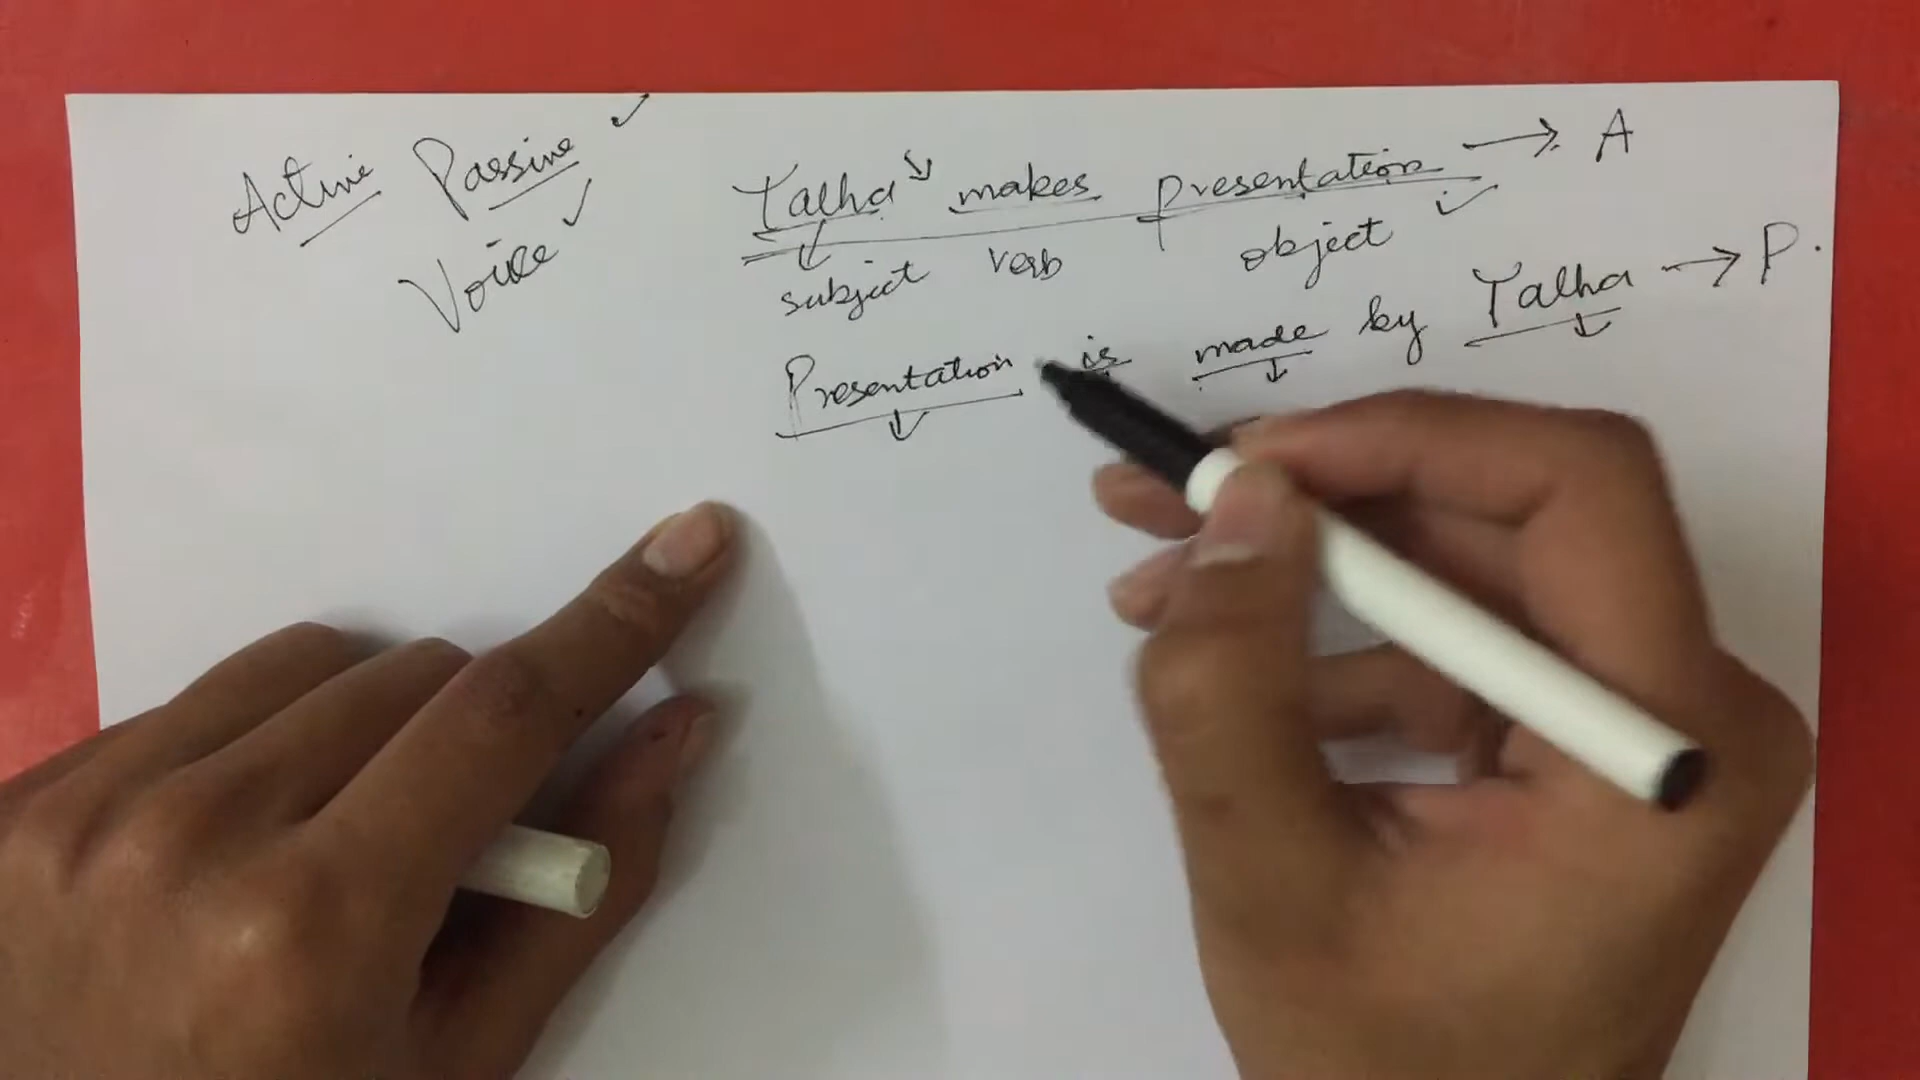 Active Passive
Voice
Talha makes presentation → A
subject verb object
Presentation is made by Talha → P.